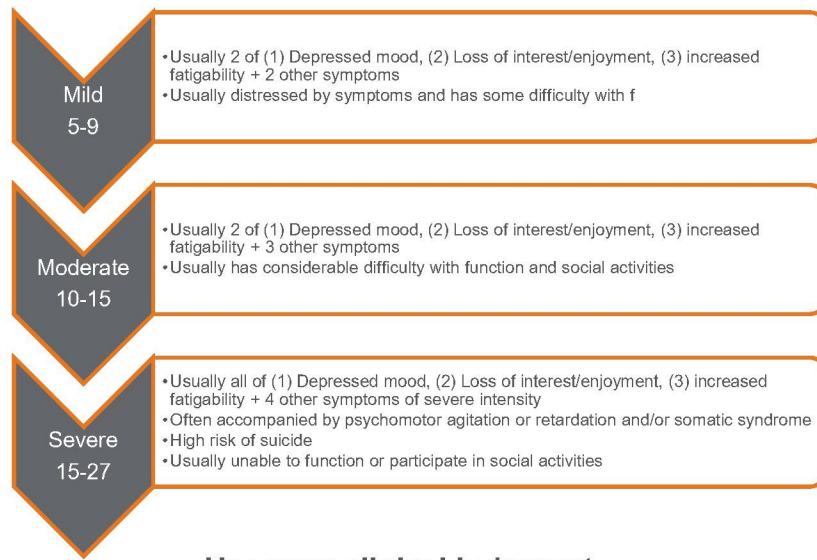 Mild
5-9
•Usually 2 of (1) Depressed mood, (2) Loss of interest/enjoyment, (3) increased
fatigability + 2 other symptoms
•Usually distressed by symptoms and has some difficulty with f
Moderate
10-15
•Usually 2 of (1) Depressed mood, (2) Loss of interest/enjoyment, (3) increased
fatigability + 3 other symptoms
•Usually has considerable difficulty with function and social activities
Severe
15-27
•Usually all of (1) Depressed mood, (2) Loss of interest/enjoyment, (3) increased
fatigability + 4 other symptoms of severe intensity
•Often accompanied by psychomotor agitation or retardation and/or somatic syndrome
•High risk of suicide
•Usually unable to function or participate in social activities